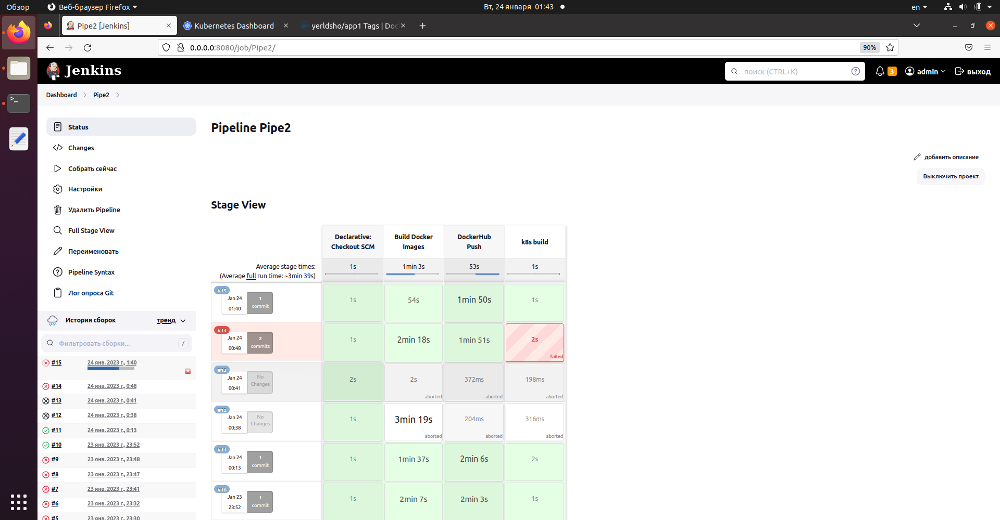 Обзор
Веб-браузер Firefox
Вт, 24 января 01:43
en
Pipe2 [Jenkins]
Kubernetes Dashboard
yerldsho/app1 Tags | Doc
0.0.0.0:8080/job/Pipe2/
90%
Jenkins
поиск (CTRL+K)
3
admin
выход
Dashboard
Pipe2
Status
Changes
Собрать сейчас
Настройки
Удалить Pipeline
Full Stage View
Переименовать
Pipeline Syntax
Лог опроса Git
История сборок
тренд
Фильтровать сборки...
/
#15 24 янв. 2023 г., 1:40
#14 24 янв. 2023 г., 0:48
#13 24 янв. 2023 г., 0:41
#12 24 янв. 2023 г., 0:38
#11 24 янв. 2023 г., 0:13
#10 23 янв. 2023 г., 23:52
#9 23 янв. 2023 г., 23:48
#8 23 янв. 2023 г., 23:47
#7 23 янв. 2023 г., 23:41
#6 23 янв. 2023 г., 23:32
#5 23 янв. 2023 г., 23:30
Pipeline Pipe2
добавить описание
Выключить проект
Stage View
Declarative:
Checkout SCM
Build Docker
Images
DockerHub
Push
k8s build
Average stage times:
(Average full run time: ~3min 39s)
1s
1min 3s
53s
1s
#15
Jan 24
01:40
1
commit
1s
54s
1min 50s
1s
#14
Jan 24
00:48
2
commits
1s
2min 18s
1min 51s
2s
failed
#13
Jan 24
00:41
No
Changes
2s
2s
aborted
372ms
aborted
198ms
aborted
#12
Jan 24
00:38
No
Changes
1s
3min 19s
aborted
204ms
aborted
316ms
aborted
#11
Jan 24
00:13
1
commit
1s
1min 37s
2min 6s
2s
#10
Jan 23
23:52
1
commit
1s
2min 7s
2min 3s
1s